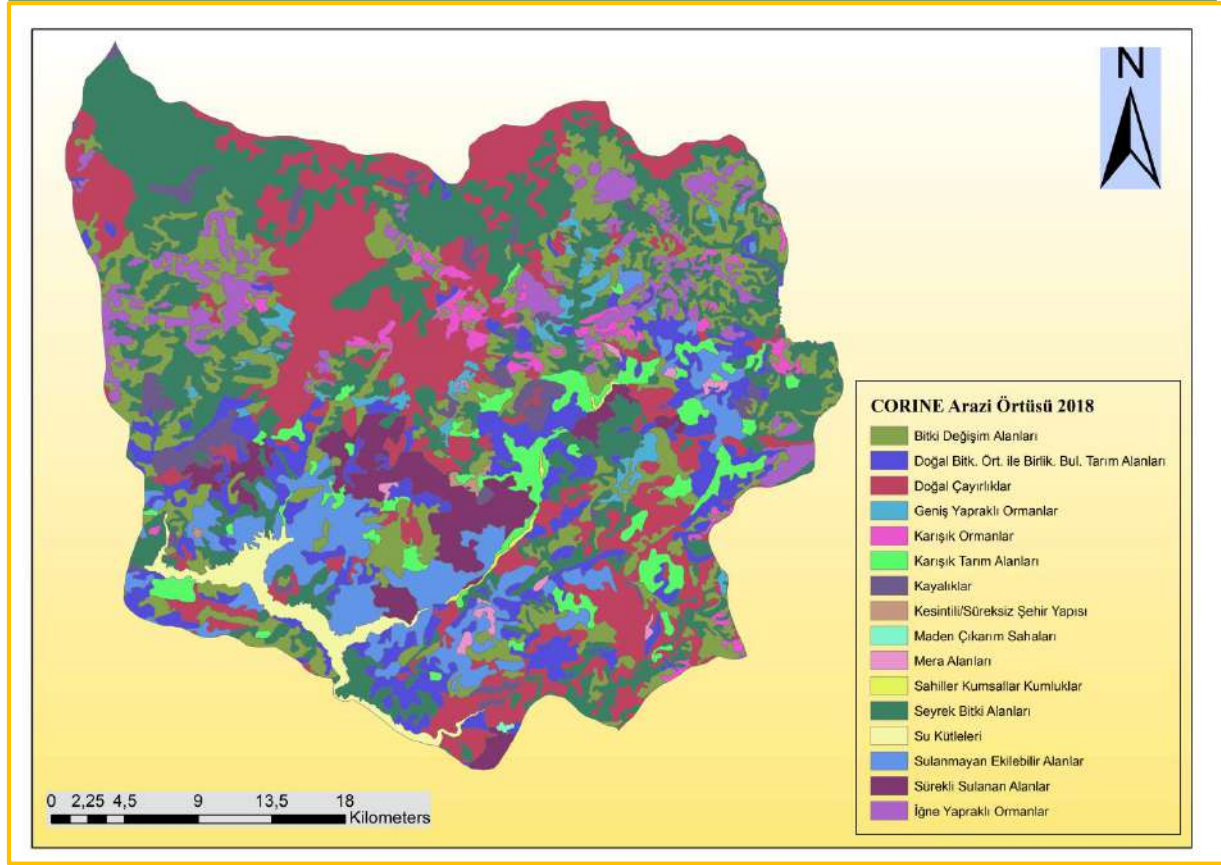 N
CORINE Arazi Örtüsü 2018
Bitki Değişim Alanları
Doğal Bitk. Ört. ile Birlik. Bul. Tarım Alanları
Doğal Çayırlıklar
Geniş Yapraklı Ormanlar
Karışık Ormanlar
Karışık Tarım Alanları
Kayalıklar
Kesintili/Süreksiz Şehir Yapısı
Maden Çıkarım Sahaları
Mera Alanları
Sahiller Kumsallar Kumluklar
Seyrek Bitki Alanları
Su Kütleleri
Sulanmayan Ekilebilir Alanlar
Sürekli Sulanan Alanlar
İğne Yapraklı Ormanlar
0 2,25 4,5 9 13,5 18
Kilometers